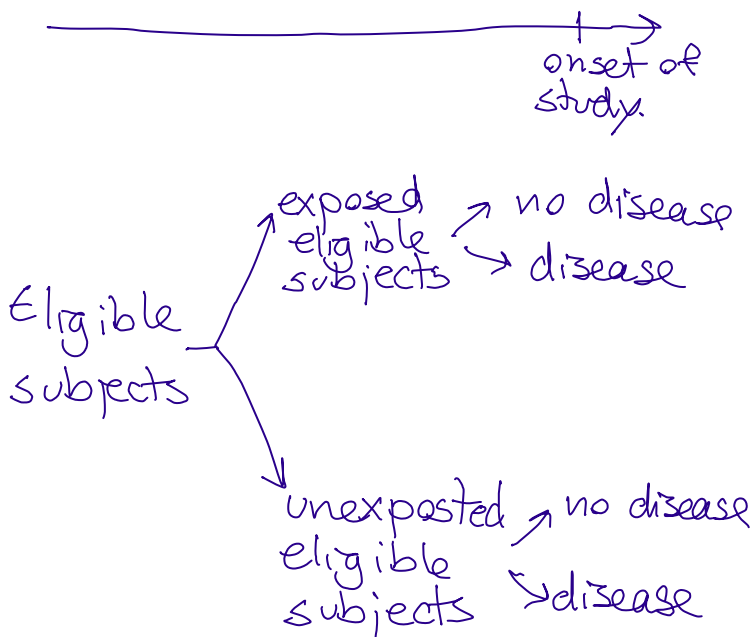 onset of
study.
exposed
eligible
subjects
no disease
disease
Eligible
subjects
unexposted
eligible
subjects
no disease
disease